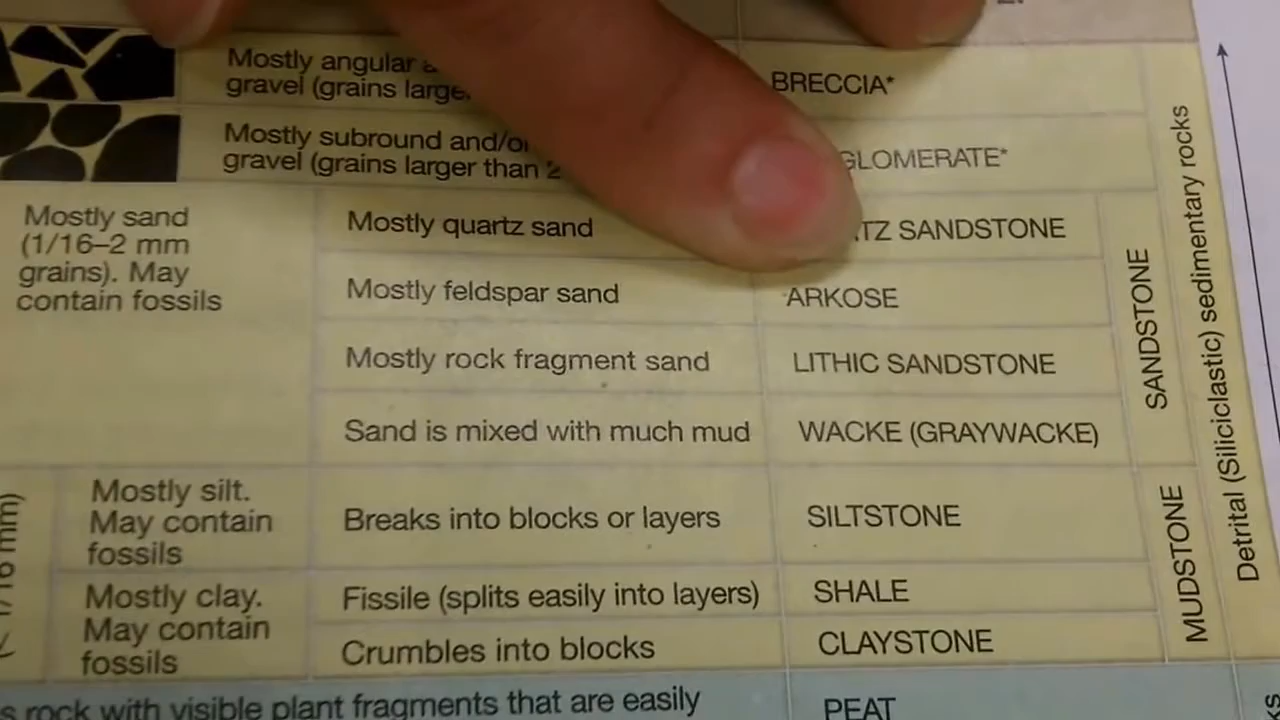 Mostly angular
gravel (grains
BRECCIA*
Mostly subround
gravel (grains larger than
Mostly sand
(1/16–2 mm
grains). May
contain fossils
Mostly quartz sand
SANDSTONE
Mostly feldspar sand
ARKOSE
Mostly rock fragment sand
LITHIC SANDSTONE
Sand is mixed with much mud
WACKE (GRAYWACKE)
SANDSTONE
Mostly silt.
May contain
fossils
Breaks into blocks or layers
SILTSTONE
Mostly clay.
May contain
fossils
Fissile (splits easily into layers)
SHALE
Crumbles into blocks
CLAYSTONE
MUDSTONE
Detrital (Siliciclastic) sedimentary rocks
rock with visible plant fragments that are easily
PEAT